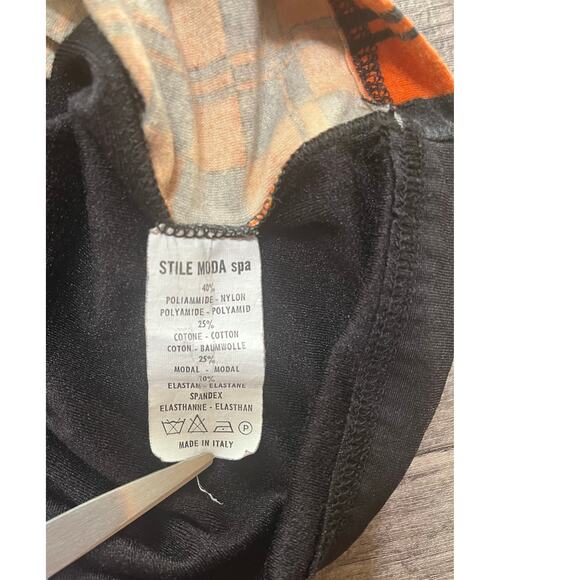 STILE MODA spa
40%
POLIAMMIDE - NYLON
POLYAMIDE - POLYAMID
25%
COTONE - COTTON
COTON - BAUMWOLLE
25%
MODAL - MODAL
10%
ELASTAM - ELASTANE
SPANDEX
ELASTHANNE - ELASTHAN
P
MADE IN ITALY